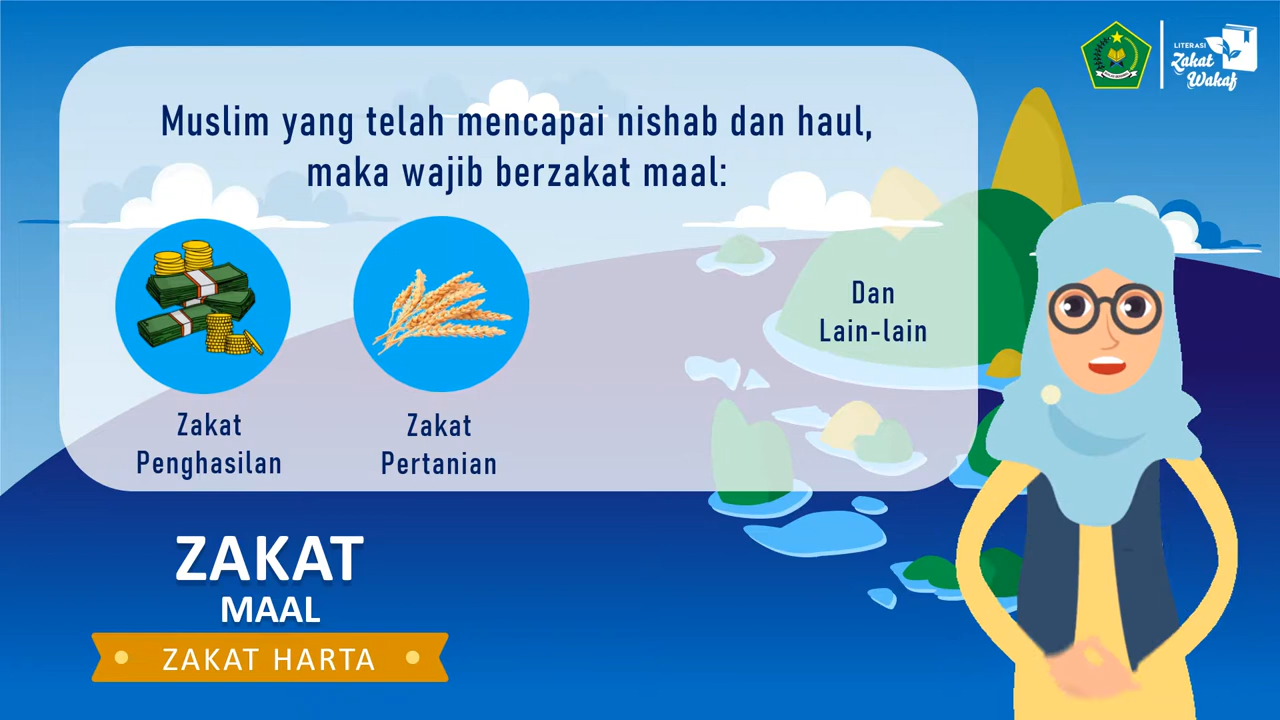 LITERASI
Zakat
Wakaf
Muslim yang telah mencapai nishab dan haul,
maka wajib berzakat maal:
Zakat
Penghasilan
Zakat
Pertanian
Dan
Lain-lain
ZAKAT
MAAL
ZAKAT HARTA